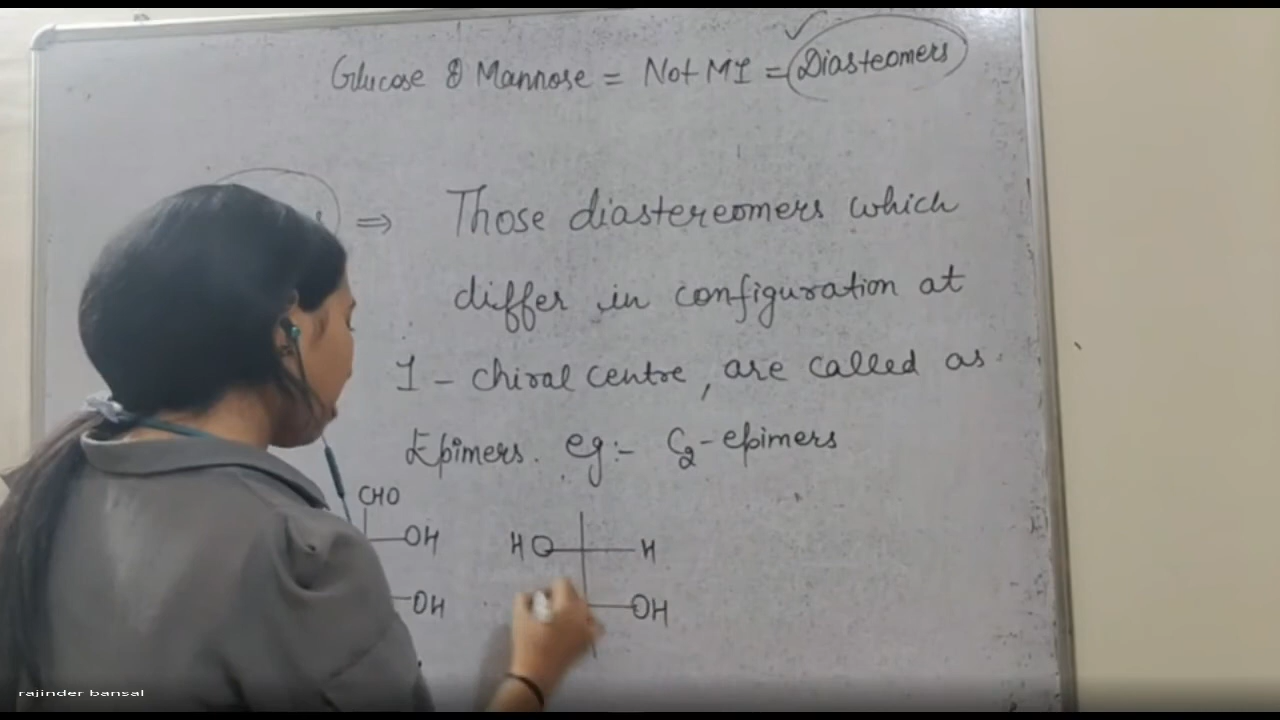 Glucose & Mannose = Not MI = Diasteomers
⇒ Those diastereomers which
differ in configuration at
1 - chiral centre, are called as
Epimers. eg:- C2-epimers
CHO
OH HO H
OH OH
rajinder bansal